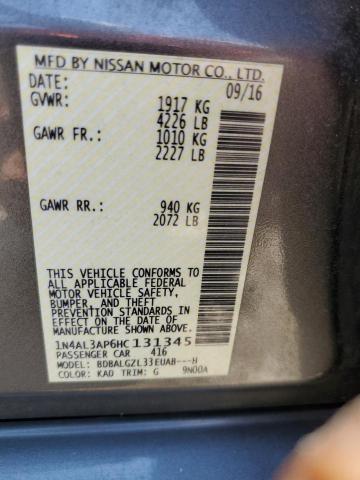 MFD BY NISSAN MOTOR CO., LTD.
DATE: 09/16
GVWR: 1917 KG
4226 LB
GAWR FR.: 1010 KG
2227 LB
GAWR RR.: 940 KG
2072 LB
THIS VEHICLE CONFORMS TO
ALL APPLICABLE FEDERAL
MOTOR VEHICLE SAFETY,
BUMPER, AND THEFT
PREVENTION STANDARDS IN
EFFECT ON THE DATE OF
MANUFACTURE SHOWN ABOVE.
1N4AL3AP6HC131345
PASSENGER CAR 416
MODEL: BDBALGZL33EUAB---H
COLOR: KAD TRIM: G 9N00A